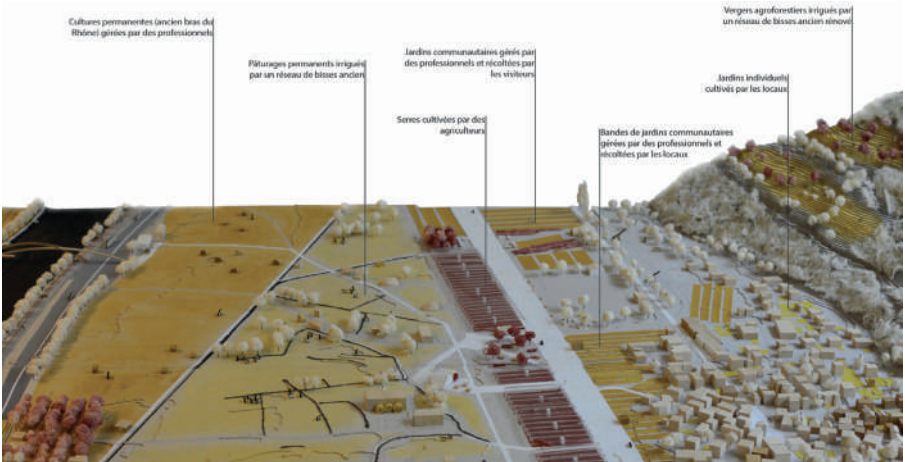 Cultures permanentes (ancien bras du
Rhône) gérées par des professionnels
Pâturages permanents irrigués
par un réseau de bisses ancien
Jardins communautaires gérés par
des professionnels et récoltées par
les visiteurs
Serres cultivées par des
agriculteurs
Bandes de jardins communautaires
gérées par des professionnels et
récoltées par les locaux
Jardins individuels
cultivés par les locaux
Vergers agroforestiers irrigués par
un réseau de bisses ancien rénové